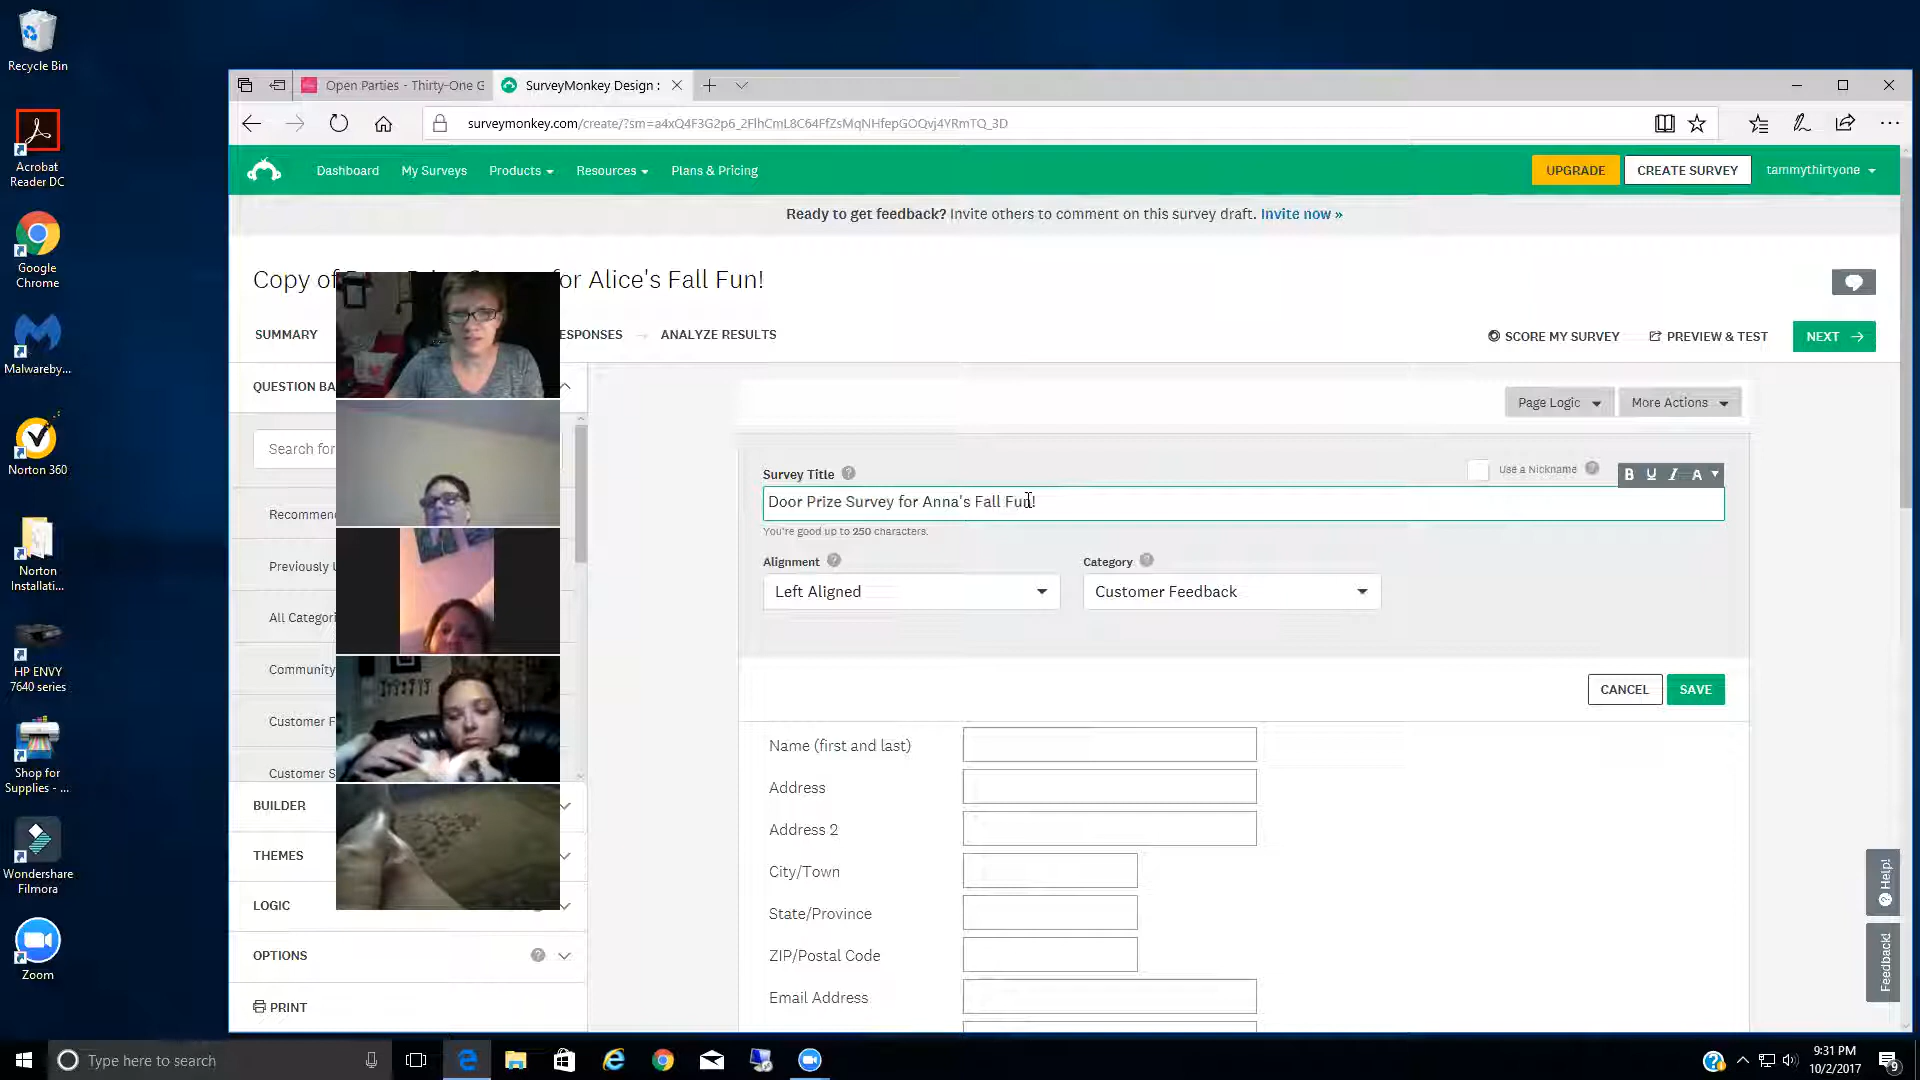 Recycle Bin
Acrobat
Reader DC
Google
Chrome
Malwareby...
Norton 360
Norton
Installati...
HP ENVY
7640 series
Shop for
Supplies - ...
Wondershare
Filmora
Zoom
Open Parties - Thirty-One G
SurveyMonkey Design :
surveymonkey.com/create/?sm=a4xQ4F3G2p6_2FlhCmL8C64FfZsMqNHfepGOQvj4YRmTQ_3D
Dashboard My Surveys Products Resources Plans & Pricing
UPGRADE CREATE SURVEY tammythirtyone
Ready to get feedback? Invite others to comment on this survey draft. Invite now »
Copy of for Alice's Fall Fun!
SUMMARY ESPONSES → ANALYZE RESULTS
SCORE MY SURVEY PREVIEW & TEST NEXT →
QUESTION BA
Search for
Recommen
Previously
All Categori
Community
Customer F
Customer S
BUILDER
THEMES
LOGIC
OPTIONS
PRINT
Page Logic More Actions
Survey Title
Use a Nickname
B U I A
Door Prize Survey for Anna's Fall Fun!
You're good up to 250 characters.
Alignment Category
Left Aligned Customer Feedback
CANCEL SAVE
Name (first and last)
Address
Address 2
City/Town
State/Province
ZIP/Postal Code
Email Address
Help!
Feedback!
Type here to search
9:31 PM
10/2/2017
9